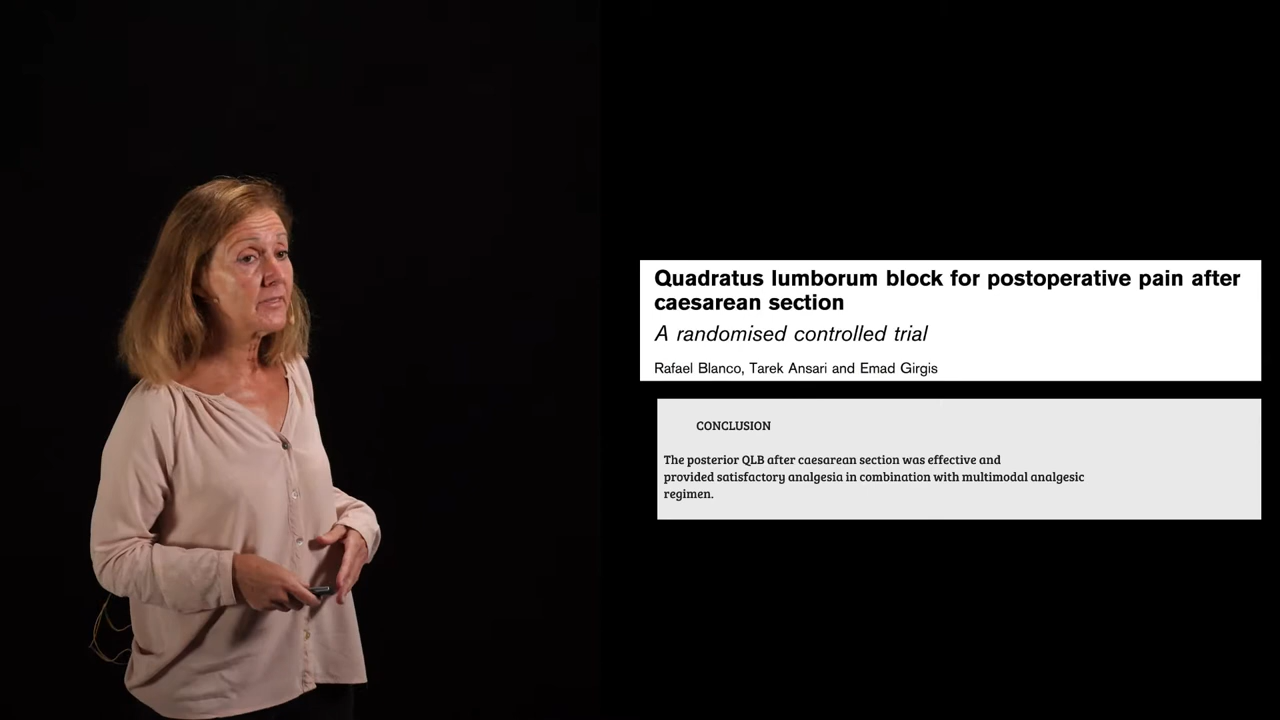 Quadratus lumborum block for postoperative pain after
caesarean section
A randomised controlled trial
Rafael Blanco, Tarek Ansari and Emad Girgis
CONCLUSION
The posterior QLB after caesarean section was effective and
provided satisfactory analgesia in combination with multimodal analgesic
regimen.